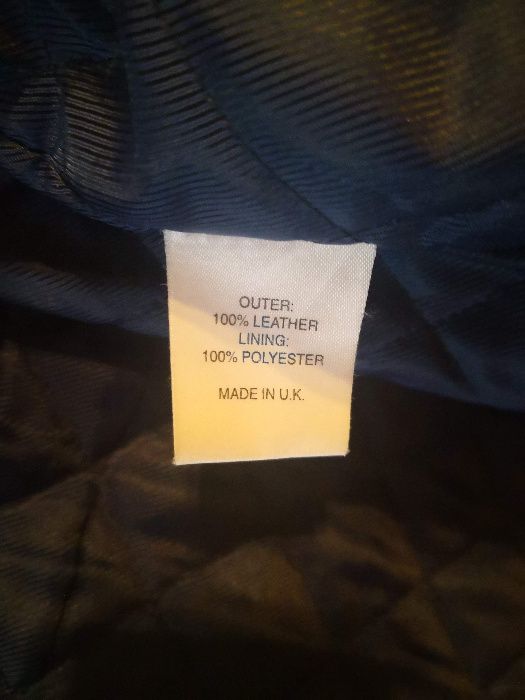 OUTER:
100% LEATHER
LINING:
100% POLYESTER
MADE IN U.K.